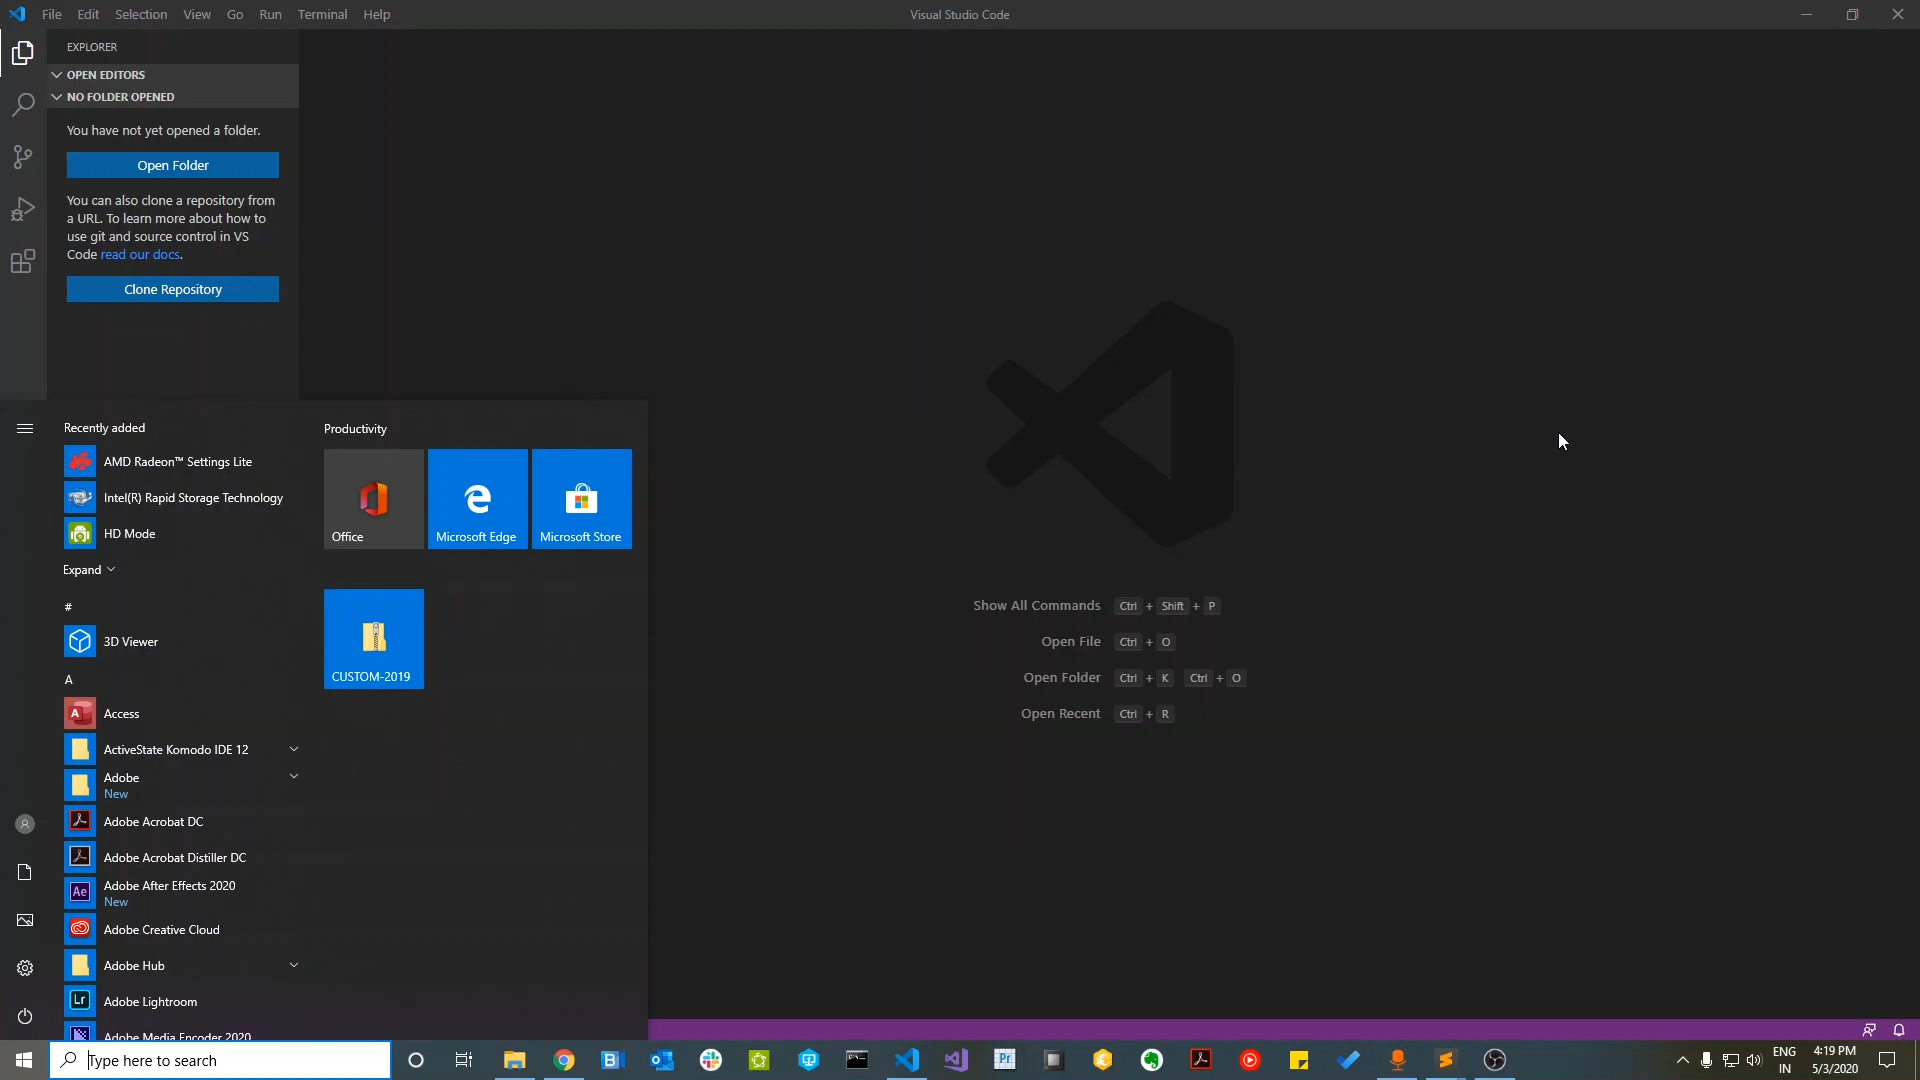 File Edit Selection View Go Run Terminal Help
Visual Studio Code
EXPLORER
OPEN EDITORS
NO FOLDER OPENED
You have not yet opened a folder.
Open Folder
You can also clone a repository from
a URL. To learn more about how to
use git and source control in VS
Code read our docs.
Clone Repository
Show All Commands Ctrl + Shift + P
Open File Ctrl + O
Open Folder Ctrl + K Ctrl + O
Open Recent Ctrl + R
Recently added
AMD Radeon™ Settings Lite
Intel(R) Rapid Storage Technology
HD Mode
Expand
#
3D Viewer
A
A
Access
ActiveState Komodo IDE 12
Adobe
New
Adobe Acrobat DC
Adobe Acrobat Distiller DC
Ae
Adobe After Effects 2020
New
Adobe Creative Cloud
Adobe Hub
Lr
Adobe Lightroom
Adobe Media Encoder 2020
Productivity
Office
Microsoft Edge
Microsoft Store
CUSTOM-2019
Type here to search
Pr
ENG
IN
4:19 PM
5/3/2020